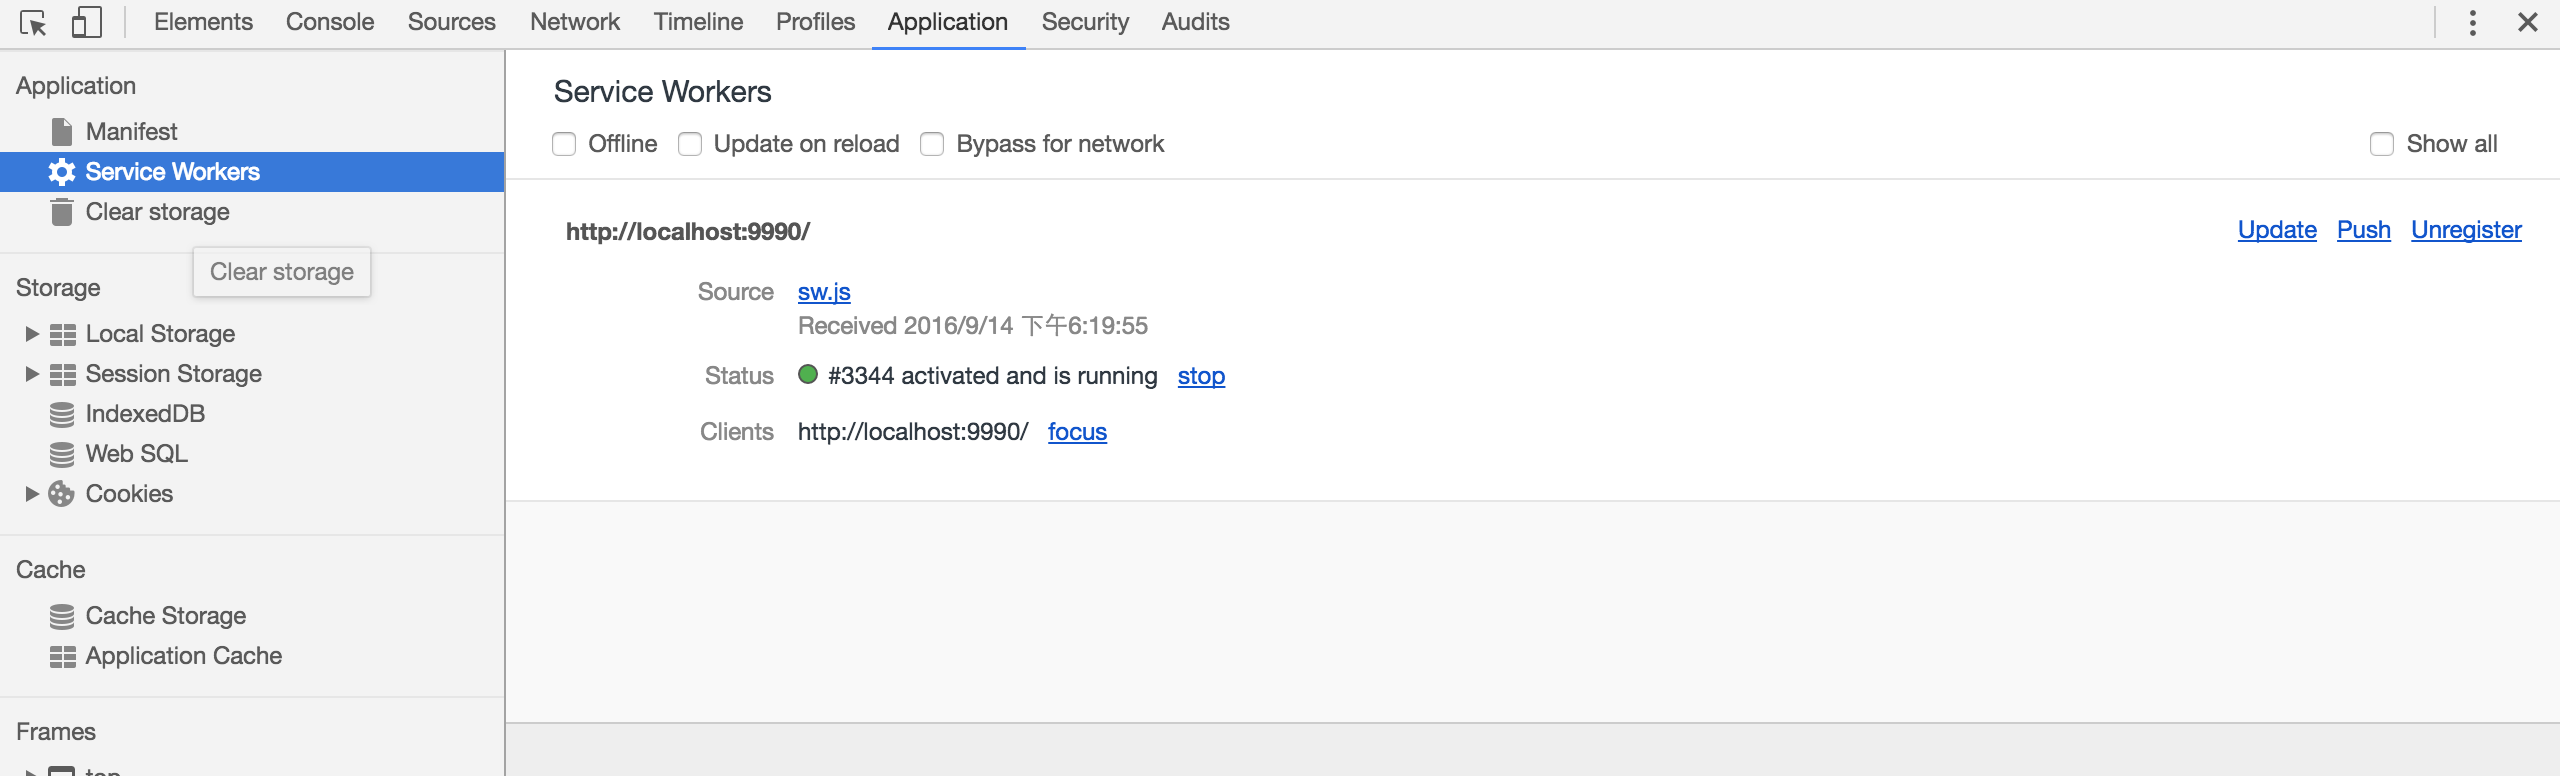 Elements Console Sources Network Timeline Profiles Application Security Audits
Application
Manifest
Service Workers
Clear storage
Clear storage
Storage
Local Storage
Session Storage
IndexedDB
Web SQL
Cookies
Cache
Cache Storage
Application Cache
Frames
top
Service Workers
Offline Update on reload Bypass for network Show all
http://localhost:9990/ Update Push Unregister
Source sw.js
Received 2016/9/14 下午6:19:55
Status #3344 activated and is running stop
Clients http://localhost:9990/ focus